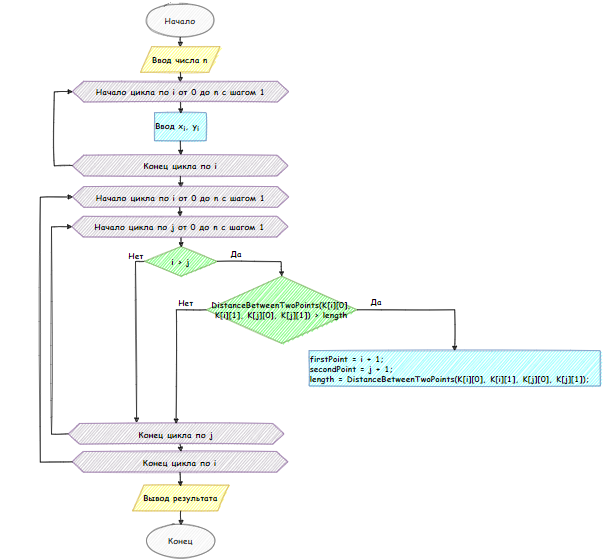 Начало
Ввод числа n
Начало цикла по i от 0 до n с шагом 1
Ввод xi, yi
Конец цикла по i
Начало цикла по i от 0 до n с шагом 1
Начало цикла по j от 0 до n с шагом 1
Нет
i > j
Да
DistanceBetweenTwoPoints(K[i][0],
K[i][1], K[j][0], K[j][1]) > length
Нет
Да
firstPoint = i + 1;
secondPoint = j + 1;
length = DistanceBetweenTwoPoints(K[i][0], K[i][1], K[j][0], K[j][1]);
Конец цикла по j
Конец цикла по i
Вывод результата
Конец